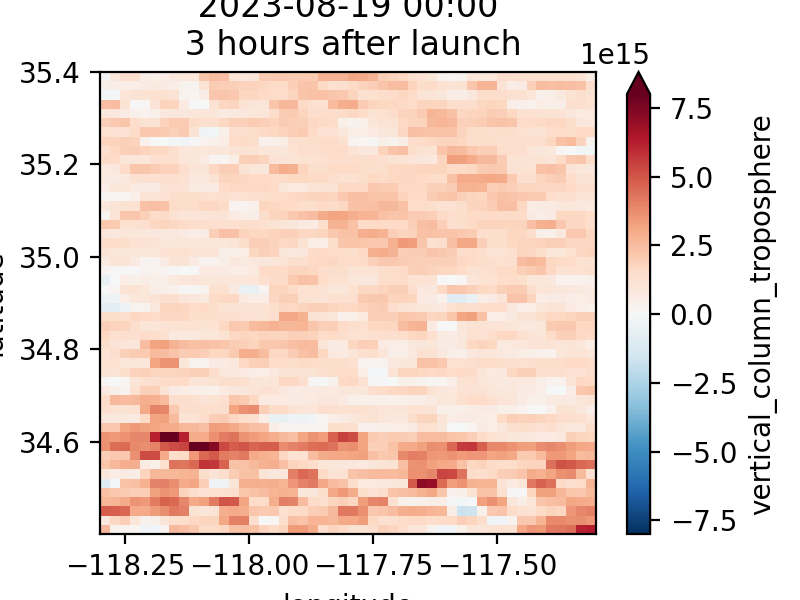 2023-08-19 00:00
3 hours after launch
1e15
35.4
35.2
35.0
34.8
34.6
−118.25 −118.00 −117.75 −117.50
7.5
5.0
2.5
0.0
−2.5
−5.0
−7.5
vertical_column_troposphere
longitude